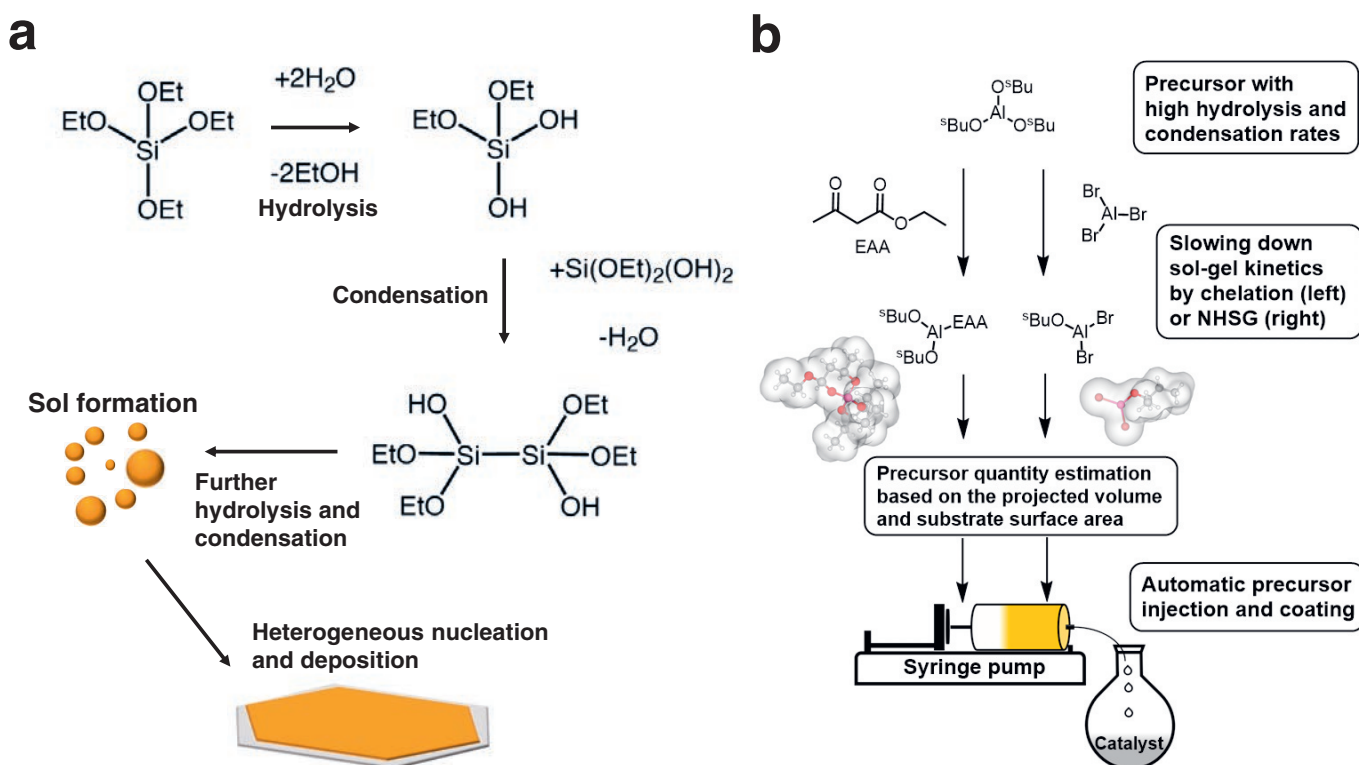 a
OEt
EtO
OEt
Si
OEt
+2H₂O
-2EtOH
Hydrolysis
OEt
EtO
OH
Si
OH
Condensation
+Si(OEt)₂(OH)₂
-H₂O
HO
OEt
EtO
Si
Si
OEt
EtO
OH
Sol formation
Further
hydrolysis and
condensation
Heterogeneous nucleation
and deposition
b
OˢBu
Al
ˢBuO
OˢBu
Precursor with
high hydrolysis and
condensation rates
O
O
O
EAA
Br
Al
Br
Br
Slowing down
sol-gel kinetics
by chelation (left)
or NHSG (right)
ˢBuO
Al
EAA
ˢBuO
ˢBuO
Br
Al
Br
Precursor quantity estimation
based on the projected volume
and substrate surface area
Automatic precursor
injection and coating
Syringe pump
Catalyst